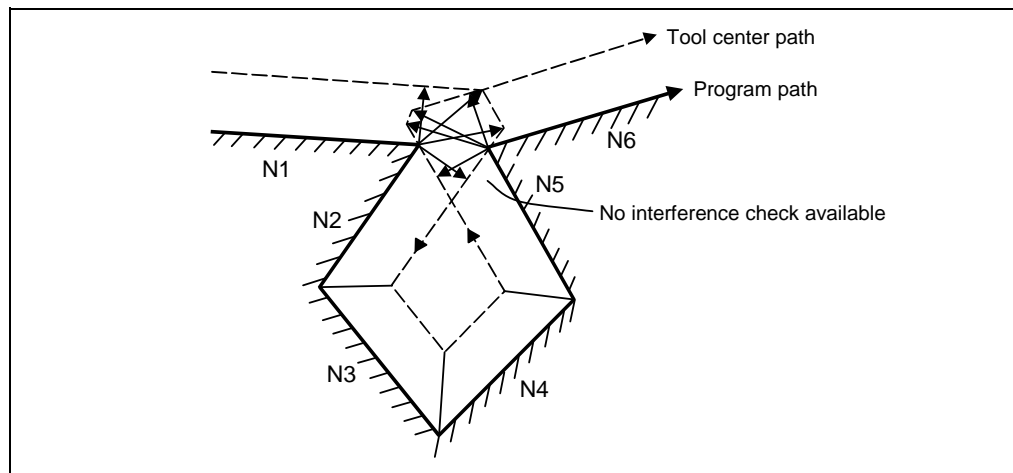 Tool center path
Program path
N1
N6
N5
N2
No interference check available
N3
N4